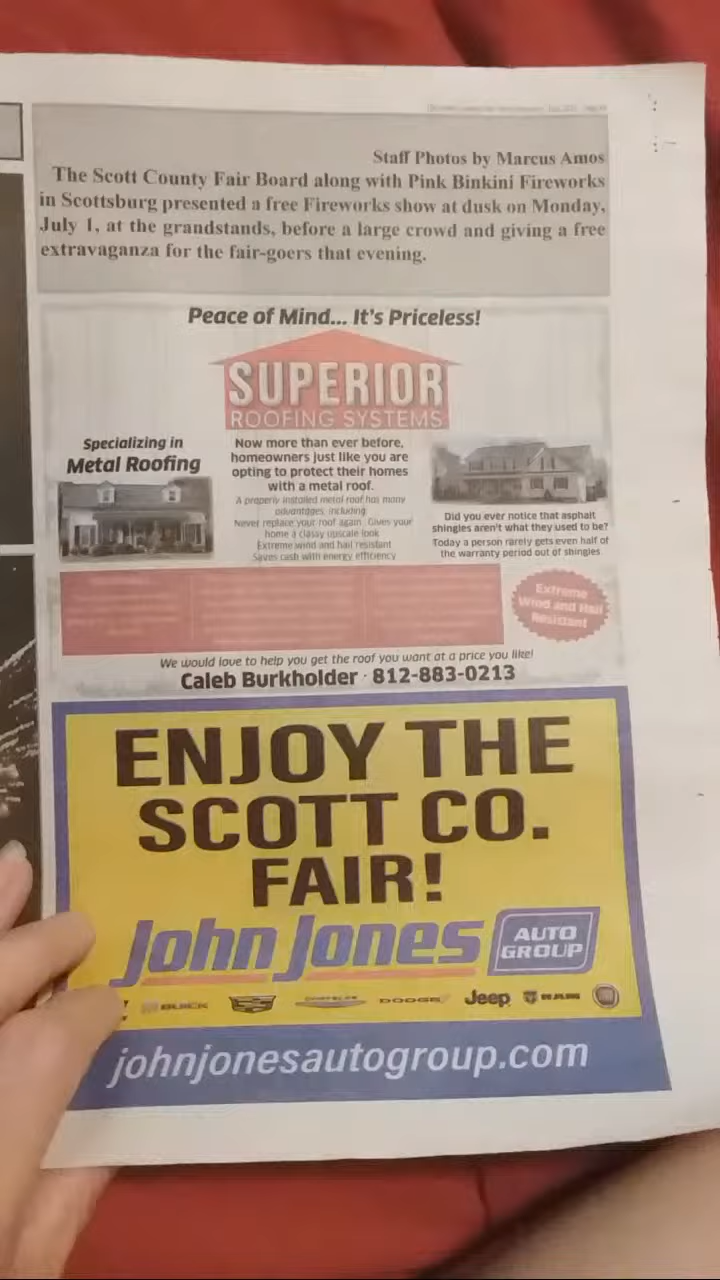 Staff Photos by Marcus Amos
The Scott County Fair Board along with Pink Binkini Fireworks
in Scottsburg presented a free Fireworks show at dusk on Monday,
July 1, at the grandstands, before a large crowd and giving a free
extravaganza for the fair-goers that evening.
Peace of Mind... It's Priceless!
SUPERIOR
ROOFING SYSTEMS
Specializing in
Metal Roofing
Now more than ever before,
homeowners just like you are
opting to protect their homes
with a metal roof.
A properly installed metal roof has many
advantages, including:
Never replace your roof again. Gives your
home a classy upscale look
Extreme wind and hail resistant
Saves cash with energy efficiency
Did you ever notice that asphalt
shingles aren't what they used to be?
Today a person rarely gets even half of
the warranty period out of shingles.
Extreme
Wind and Hail
Resistant
We would love to help you get the roof you want at a price you like!
Caleb Burkholder · 812-883-0213
ENJOY THE
SCOTT CO.
FAIR!
John Jones AUTO
GROUP
BUICK CHRYSLER DODGE Jeep RAM
johnjonesautogroup.com